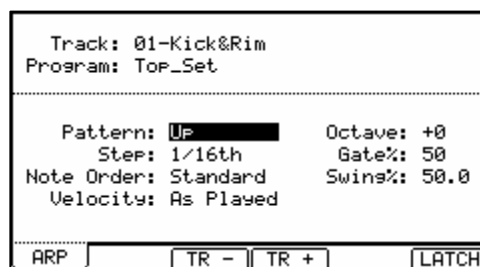 Track: 01-Kick&Rim
Program: Top_Set
Pattern: Up Octave: +0
Step: 1/16th Gate%: 50
Note Order: Standard Swing%: 50.0
Velocity: As Played
ARP TR - TR + LATCH